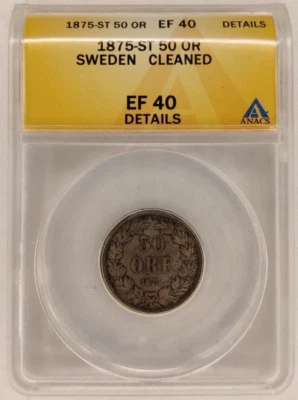 1875-ST 50 OR EF 40 DETAILS
1875-ST 50 OR
SWEDEN CLEANED
EF 40
DETAILS
ANACS
50
ÖRE